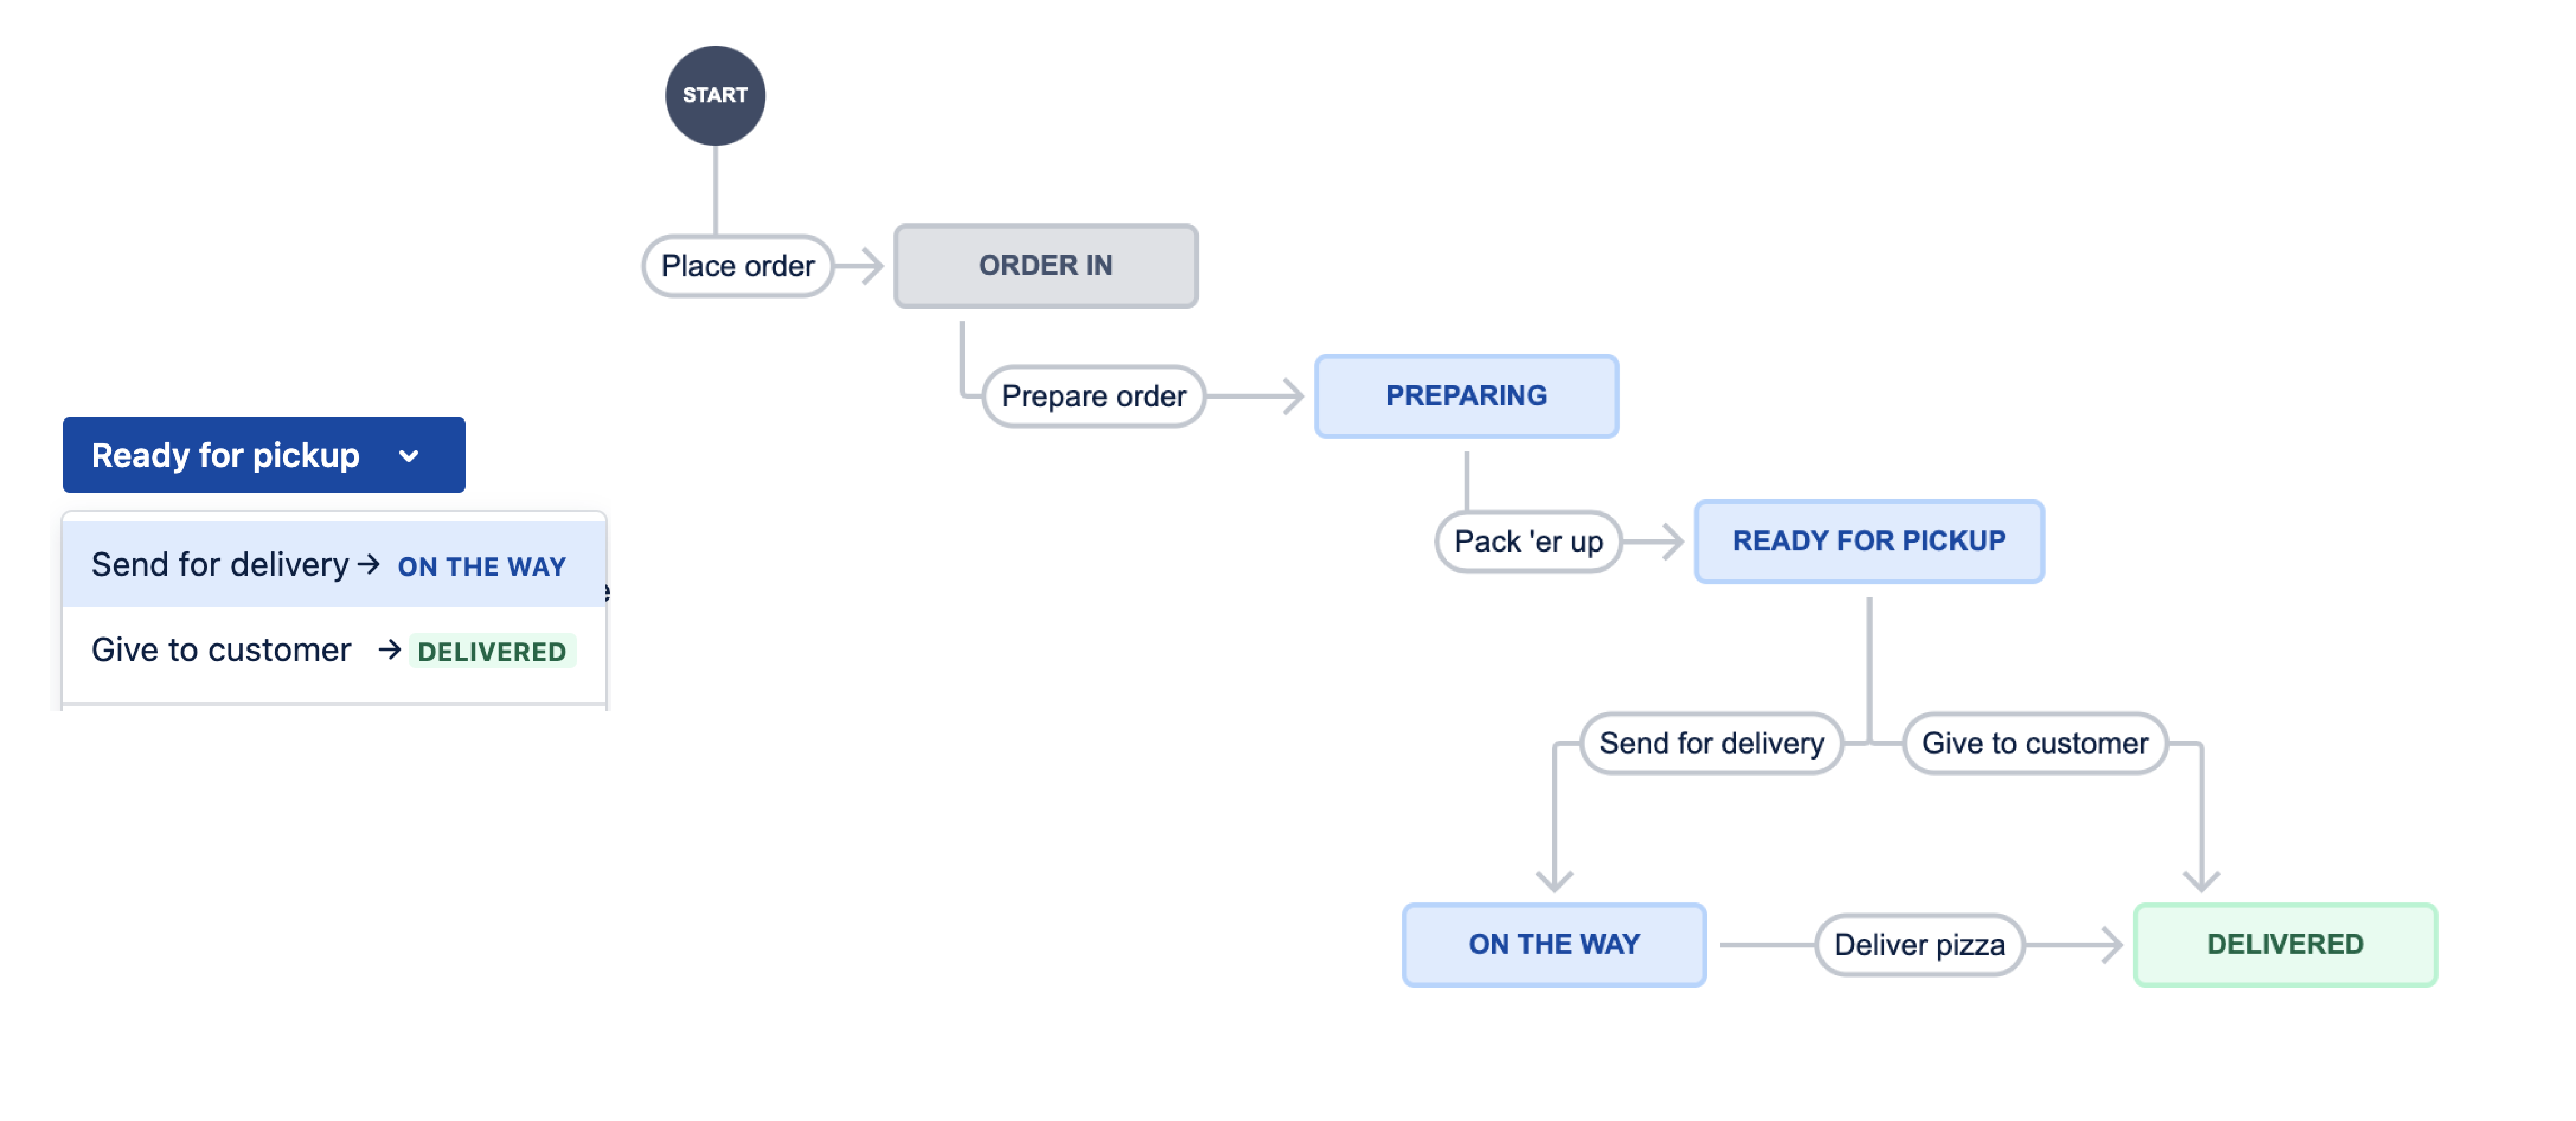 START
Place order
ORDER IN
Prepare order
PREPARING
Ready for pickup
Send for delivery → ON THE WAY
Give to customer → DELIVERED
Pack 'er up
READY FOR PICKUP
Send for delivery
Give to customer
ON THE WAY
Deliver pizza
DELIVERED